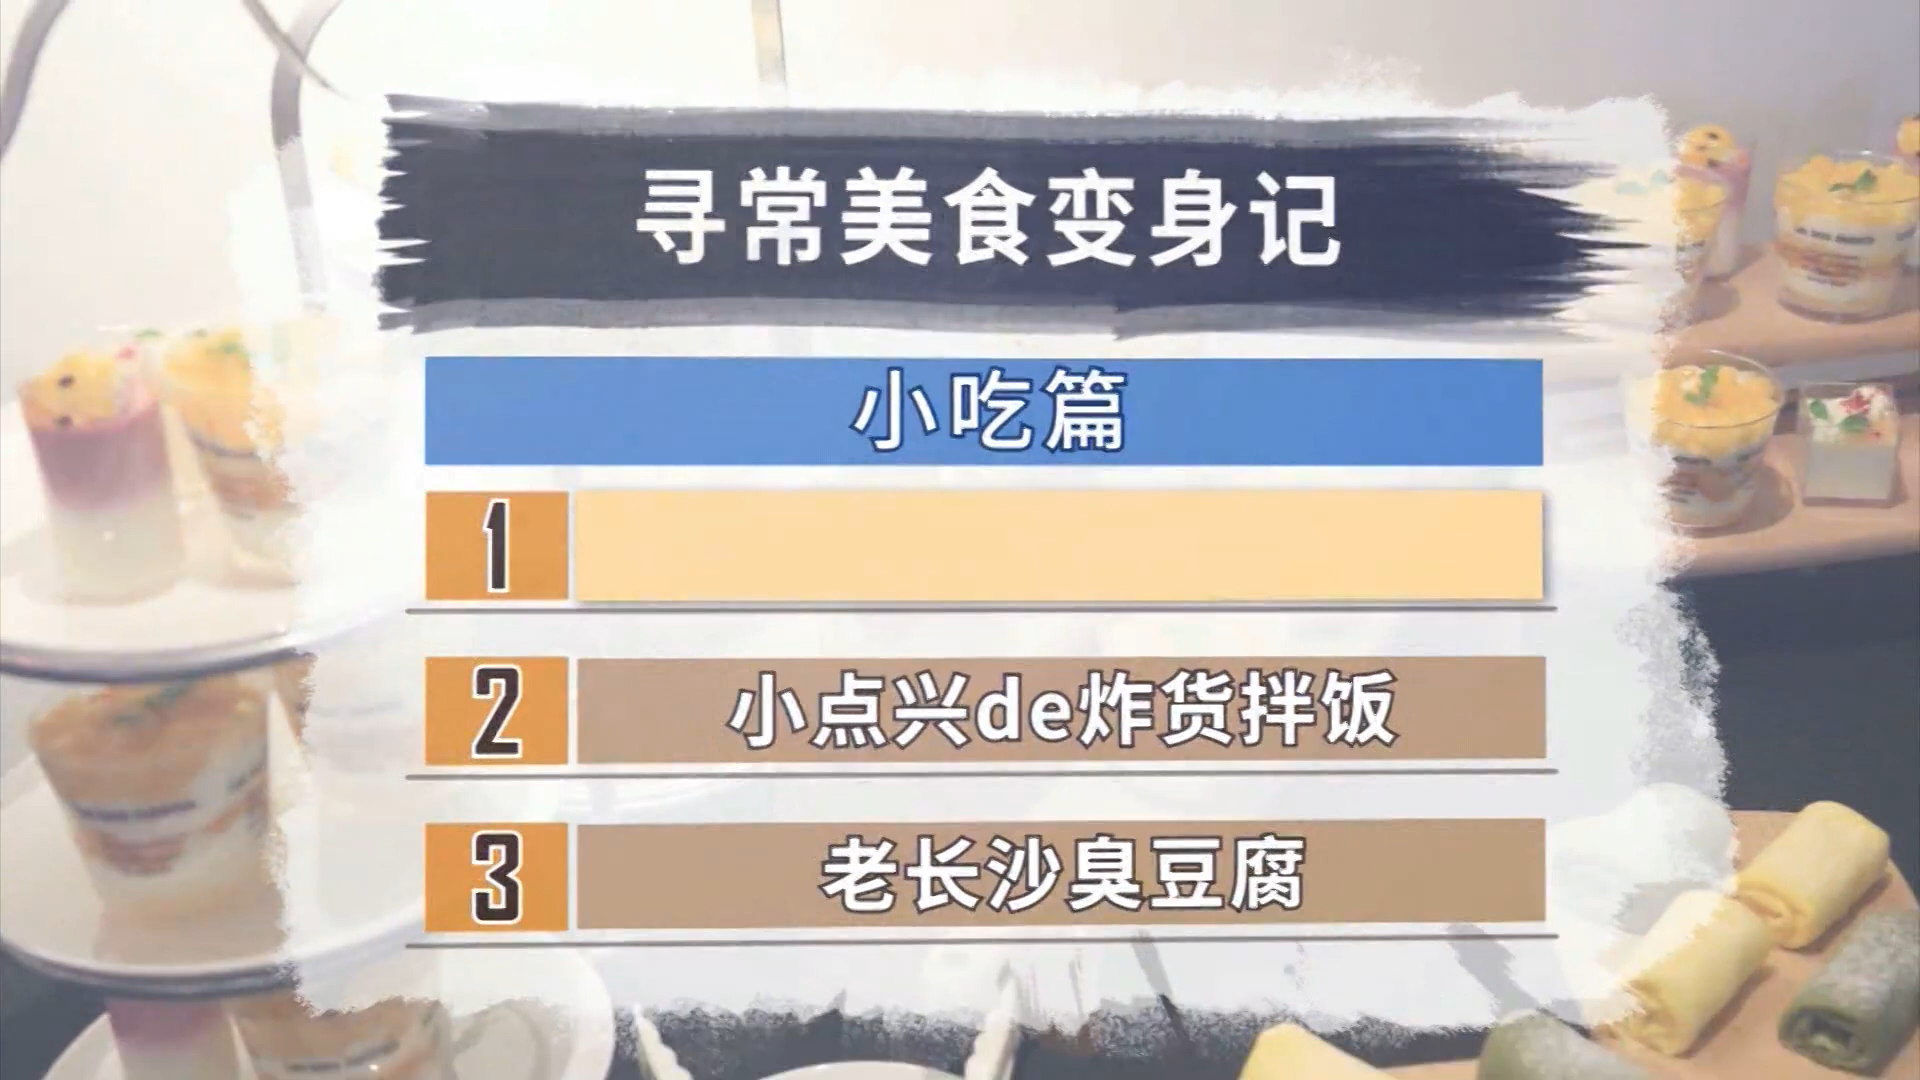 寻常美食变身记
小吃篇
1
2 小点兴de炸货拌饭
3 老长沙臭豆腐